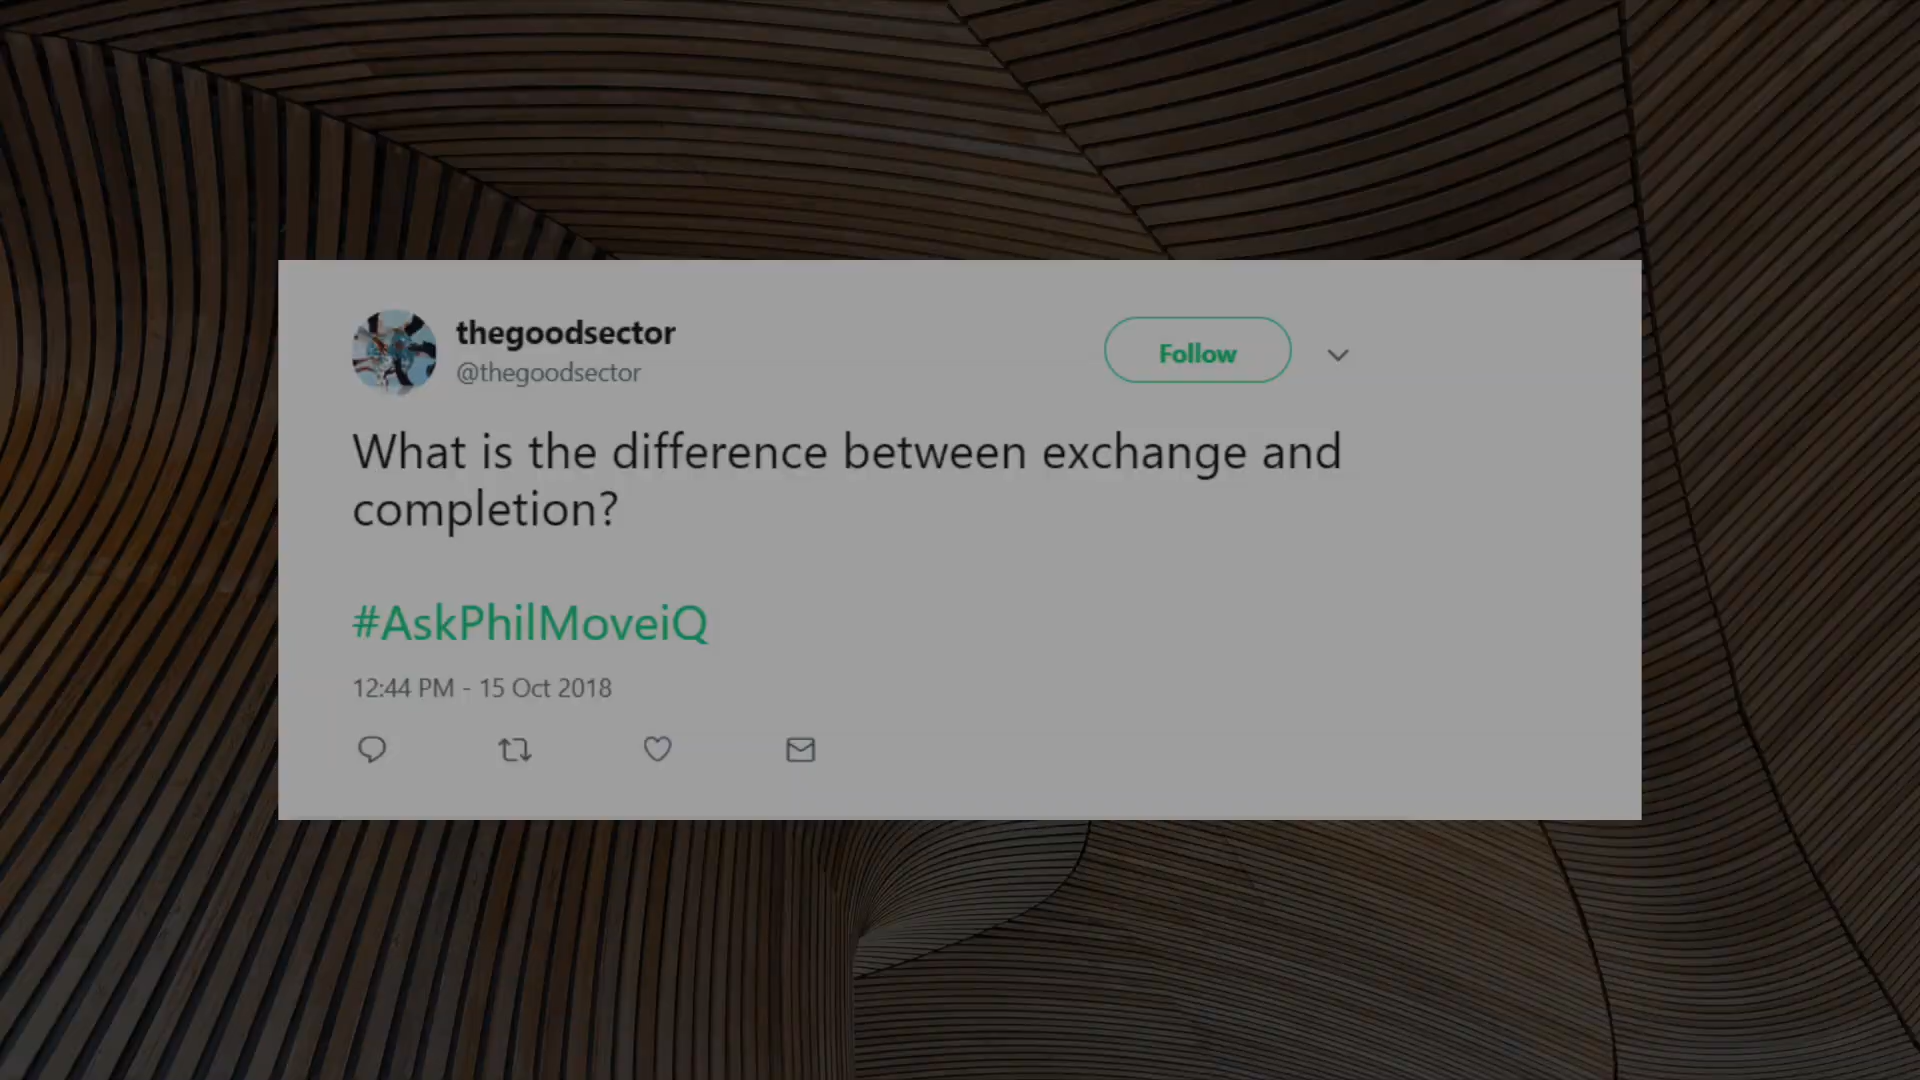 thegoodsector
@thegoodsector
Follow
What is the difference between exchange and
completion?
#AskPhilMoveiQ
12:44 PM - 15 Oct 2018